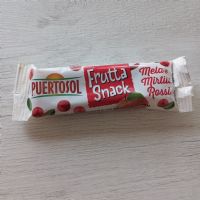 PUERTOSOL
Frutta
Snack
Mela e
Mirtilli
Rossi